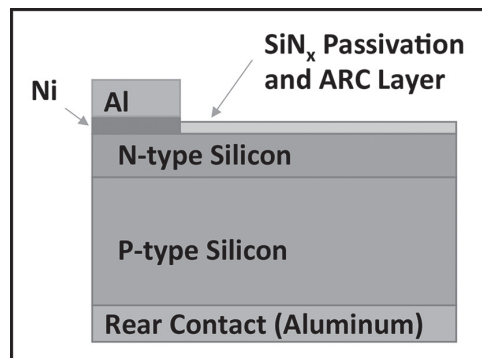 SiNx Passivation
and ARC Layer
Ni
Al
N-type Silicon
P-type Silicon
Rear Contact (Aluminum)